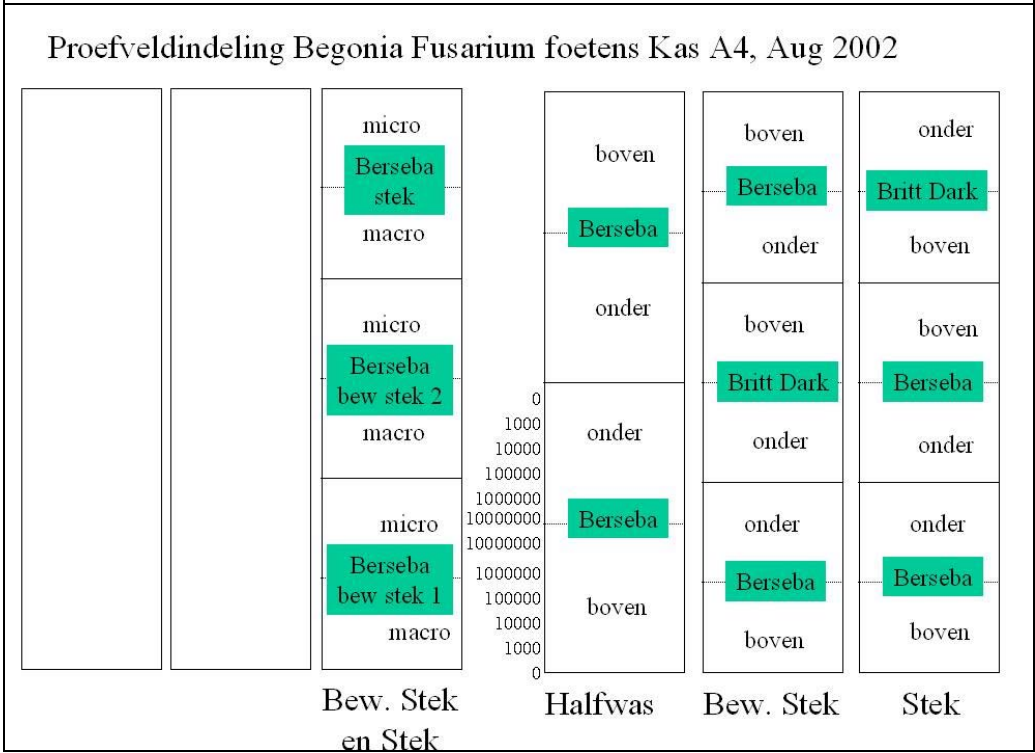 Proefveldindeling Begonia Fusarium foetens Kas A4, Aug 2002
micro
Berseba
stek
macro
micro
Berseba
bew stek 2
macro
micro
Berseba
bew stek 1
macro
Bew. Stek
en Stek
0
1000
10000
100000
1000000
10000000
10000000
1000000
100000
10000
1000
0
boven
Berseba
onder
onder
Berseba
boven
Halfwas
boven
Berseba
onder
boven
Britt Dark
onder
onder
Berseba
boven
Bew. Stek
onder
Britt Dark
boven
boven
Berseba
onder
onder
Berseba
boven
Stek